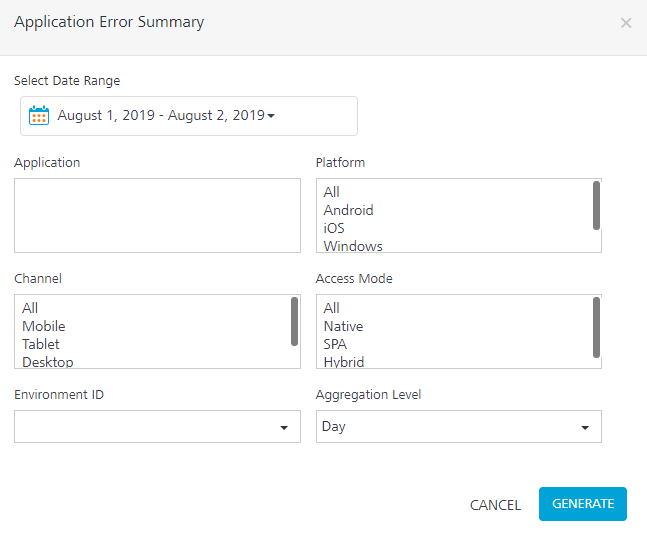 Application Error Summary
Select Date Range
August 1, 2019 - August 2, 2019
Application
Platform
All
Android
iOS
Windows
Channel
Access Mode
All
Mobile
Tablet
Desktop
All
Native
SPA
Hybrid
Environment ID
Aggregation Level
Day
CANCEL
GENERATE